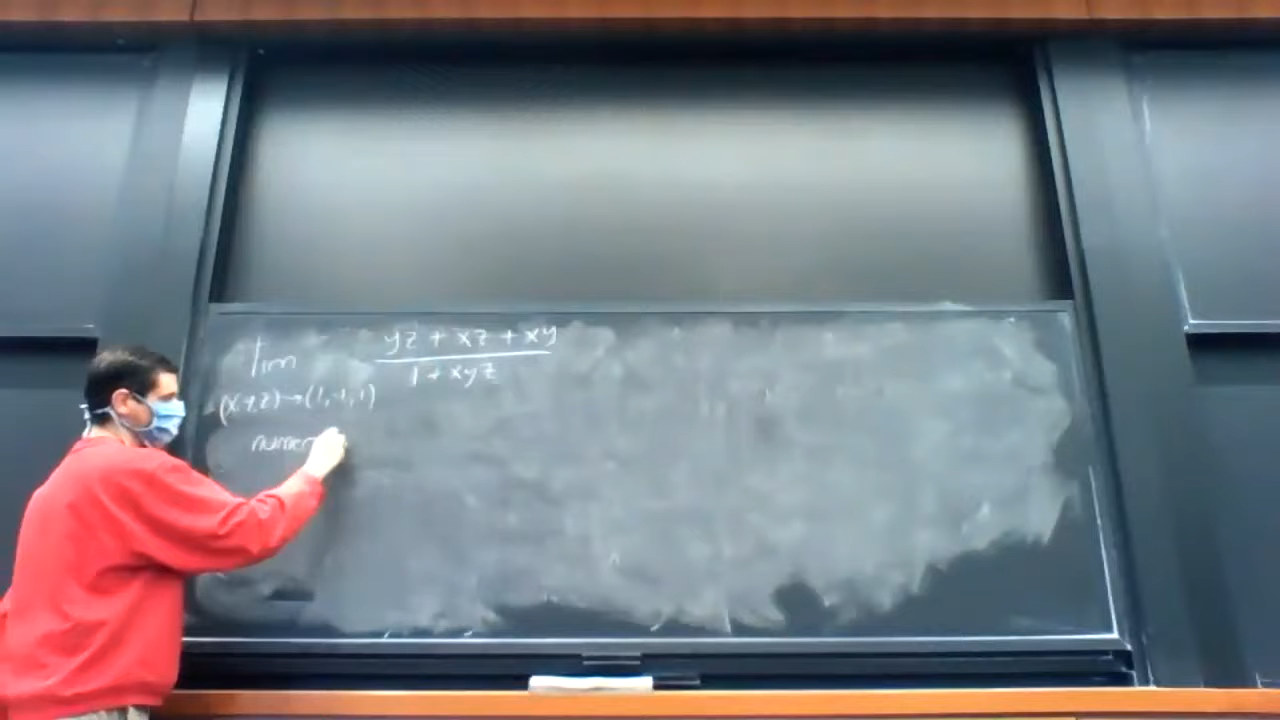 lim yz + xz + xy / 1 + xyz
(x,y,z)→(1,-1,1)
numer